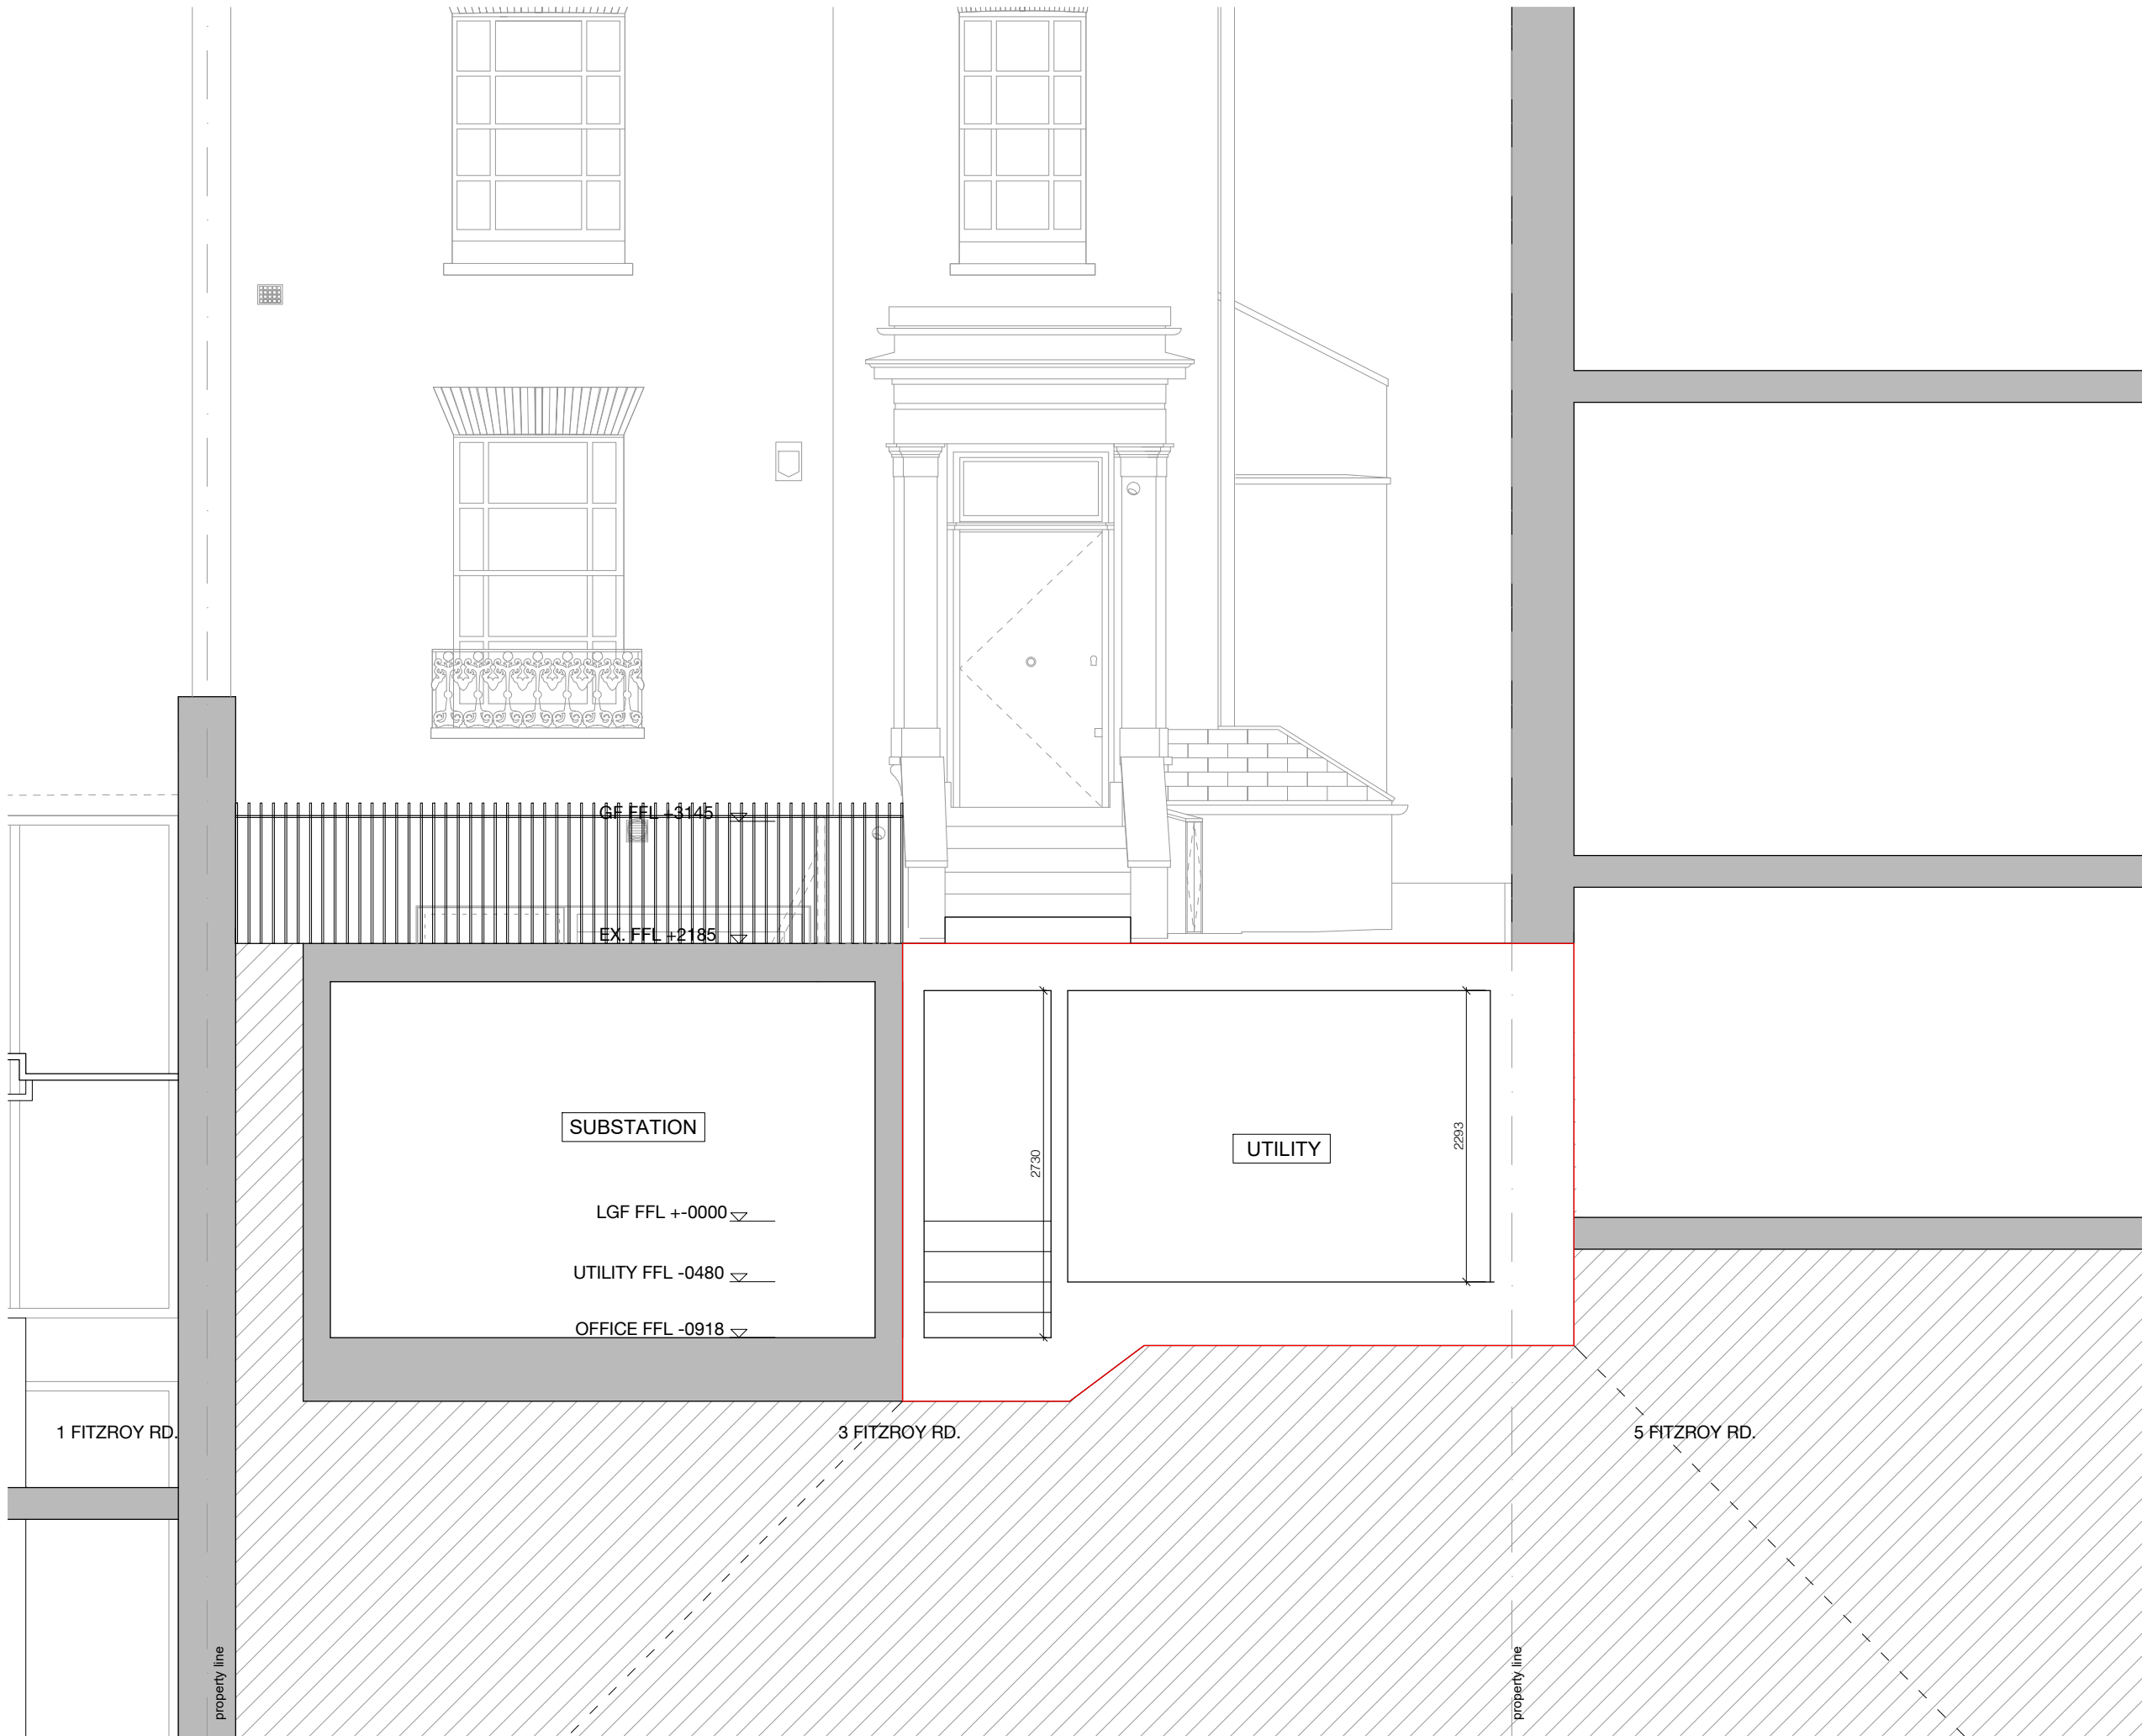 GF FFL +3145
EX. FFL +2185
SUBSTATION
UTILITY
2730
2293
LGF FFL +-0000
UTILITY FFL -0480
OFFICE FFL -0918
1 FITZROY RD.
3 FITZROY RD.
5 FITZROY RD.
property line
property line